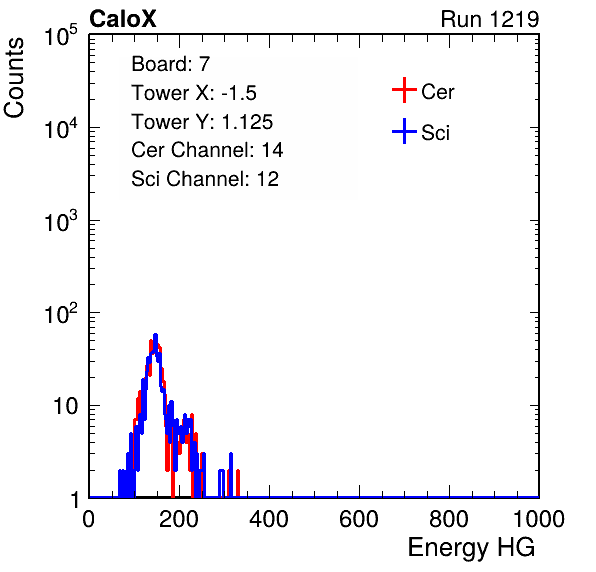 CaloX Run 1219
Counts
Board: 7
Tower X: -1.5
Tower Y: 1.125
Cer Channel: 14
Sci Channel: 12
Cer
Sci
10^5
10^4
10^3
10^2
10
1
0 200 400 600 800 1000
Energy HG